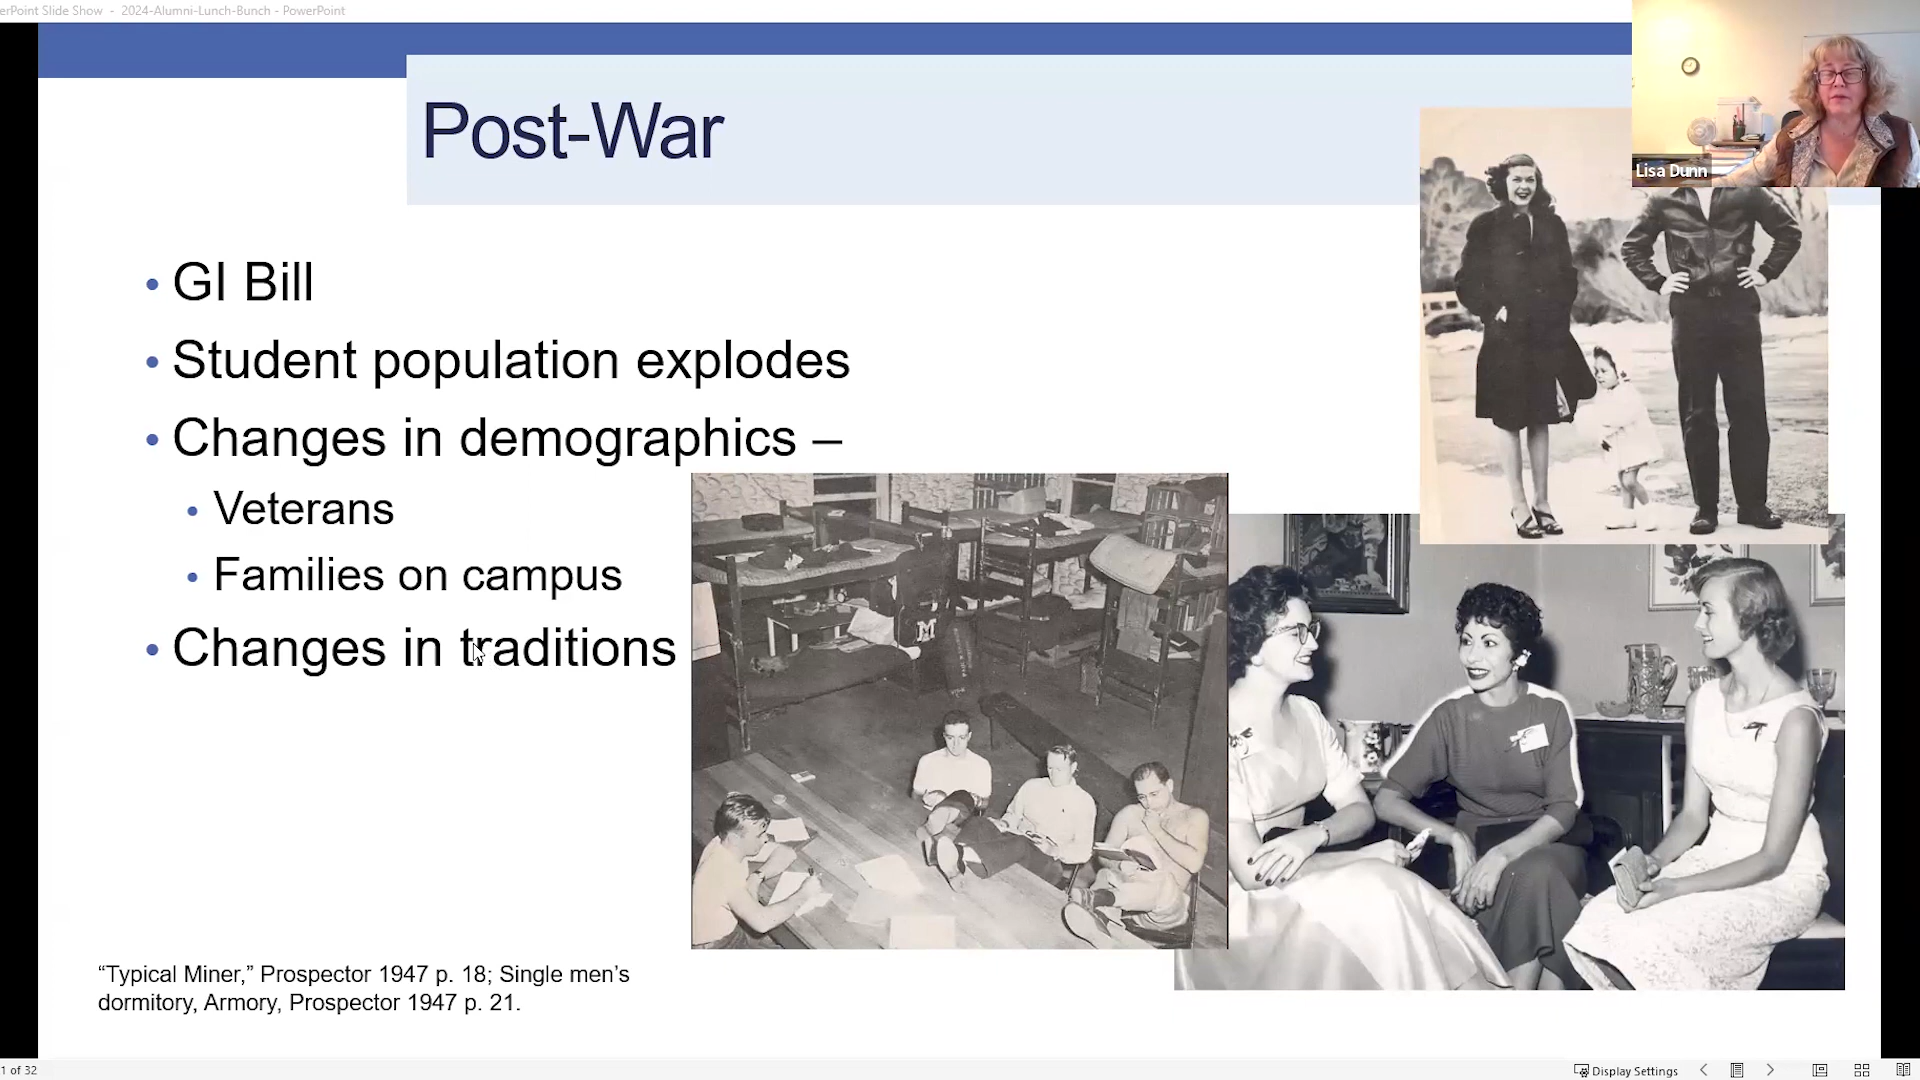 PowerPoint Slide Show - 2024-Alumni-Lunch-Bunch - PowerPoint
Lisa Dunn
Post-War
• GI Bill
• Student population explodes
• Changes in demographics –
• Veterans
• Families on campus
• Changes in traditions
M
“Typical Miner,” Prospector 1947 p. 18; Single men’s
dormitory, Armory, Prospector 1947 p. 21.
1 of 32
Display Settings